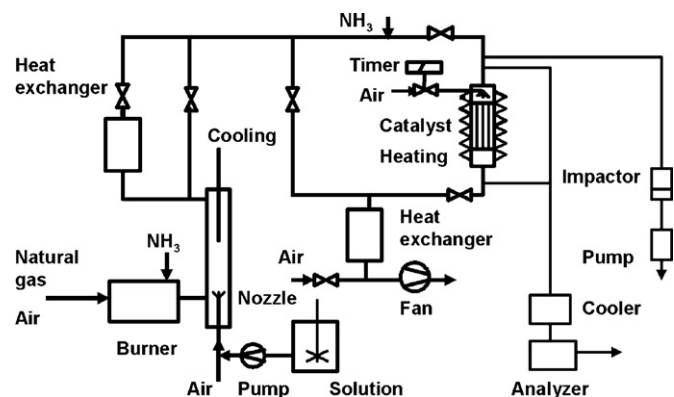 NH3
Heat
exchanger
Timer
Air
Catalyst
Heating
Cooling
Impactor
Heat
exchanger
Pump
Natural
gas
Air
NH3
Air
Nozzle
Fan
Cooler
Burner
Air
Pump
Solution
Analyzer